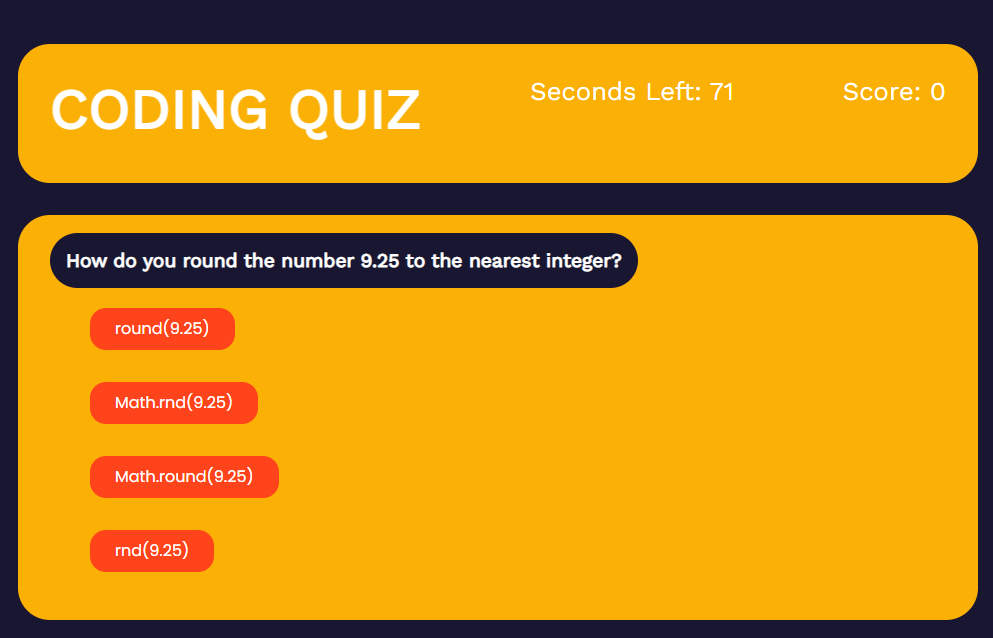 CODING QUIZ
Seconds Left: 71
Score: 0
How do you round the number 9.25 to the nearest integer?
round(9.25)
Math.rnd(9.25)
Math.round(9.25)
rnd(9.25)